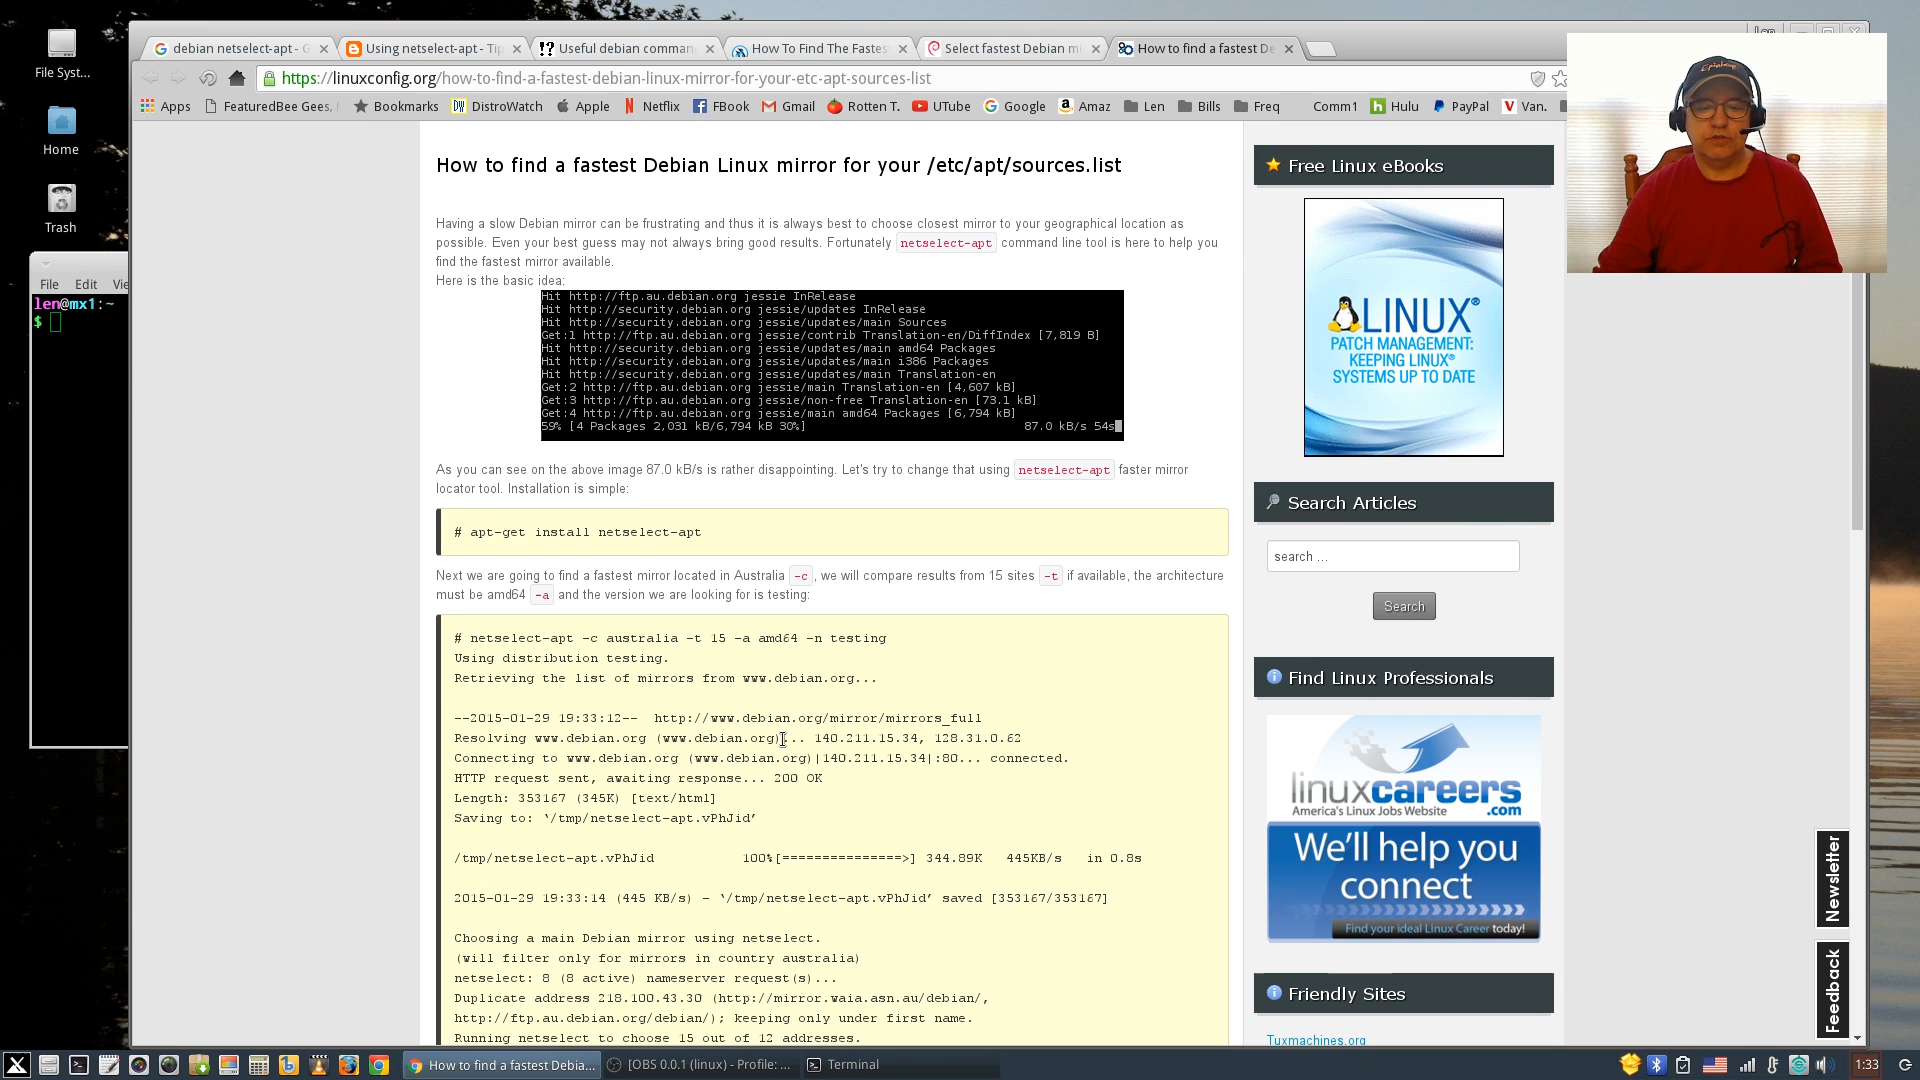 debian netselect-apt - G
Using netselect-apt - Tip
Useful debian comman
How To Find The Fastes
Select fastest Debian m
How to find a fastest De
https://linuxconfig.org/how-to-find-a-fastest-debian-linux-mirror-for-your-etc-apt-sources-list
Apps
FeaturedBee Gees,
Bookmarks
DistroWatch
Apple
Netflix
FBook
Gmail
Rotten T.
UTube
Google
Amaz
Len
Bills
Freq
Comm1
Hulu
PayPal
Van.
File Syst...
Home
Trash
File Edit Vie
len@mx1:~
$
How to find a fastest Debian Linux mirror for your /etc/apt/sources.list
Having a slow Debian mirror can be frustrating and thus it is always best to choose closest mirror to your geographical location as
possible. Even your best guess may not always bring good results. Fortunately netselect-apt command line tool is here to help you
find the fastest mirror available.
Here is the basic idea:
Hit http://ftp.au.debian.org jessie InRelease
Hit http://security.debian.org jessie/updates InRelease
Hit http://security.debian.org jessie/updates/main Sources
Get:1 http://ftp.au.debian.org jessie/contrib Translation-en/DiffIndex [7,819 B]
Hit http://security.debian.org jessie/updates/main amd64 Packages
Hit http://security.debian.org jessie/updates/main i386 Packages
Hit http://security.debian.org jessie/updates/main Translation-en
Get:2 http://ftp.au.debian.org jessie/main Translation-en [4,607 kB]
Get:3 http://ftp.au.debian.org jessie/non-free Translation-en [73.1 kB]
Get:4 http://ftp.au.debian.org jessie/main amd64 Packages [6,794 kB]
59% [4 Packages 2,031 kB/6,794 kB 30%] 87.0 kB/s 54s
As you can see on the above image 87.0 kB/s is rather disappointing. Let's try to change that using netselect-apt faster mirror
locator tool. Installation is simple:
# apt-get install netselect-apt
Next we are going to find a fastest mirror located in Australia -c, we will compare results from 15 sites -t if available, the architecture
must be amd64 -a and the version we are looking for is testing:
# netselect-apt -c australia -t 15 -a amd64 -n testing
Using distribution testing.
Retrieving the list of mirrors from www.debian.org...
--2015-01-29 19:33:12-- http://www.debian.org/mirror/mirrors_full
Resolving www.debian.org (www.debian.org)... 140.211.15.34, 128.31.0.62
Connecting to www.debian.org (www.debian.org)|140.211.15.34|:80... connected.
HTTP request sent, awaiting response... 200 OK
Length: 353167 (345K) [text/html]
Saving to: ‘/tmp/netselect-apt.vPhJid’
/tmp/netselect-apt.vPhJid 100%[===============>] 344.89K 445KB/s in 0.8s
2015-01-29 19:33:14 (445 KB/s) - ‘/tmp/netselect-apt.vPhJid’ saved [353167/353167]
Choosing a main Debian mirror using netselect.
(will filter only for mirrors in country australia)
netselect: 8 (8 active) nameserver request(s)...
Duplicate address 218.100.43.30 (http://mirror.waia.asn.au/debian/,
http://ftp.au.debian.org/debian/); keeping only under first name.
Running netselect to choose 15 out of 12 addresses.
Free Linux eBooks
LINUX®
PATCH MANAGEMENT:
KEEPING LINUX®
SYSTEMS UP TO DATE
Search Articles
search ...
Search
Find Linux Professionals
linuxcareers
.com
America's Linux Jobs Website
We'll help you
connect
Find your ideal Linux Career today!
Friendly Sites
Tuxmachines.org
Newsletter
Feedback
How to find a fastest Debia...
[OBS 0.0.1 (linux) - Profile: ...
Terminal
1:33